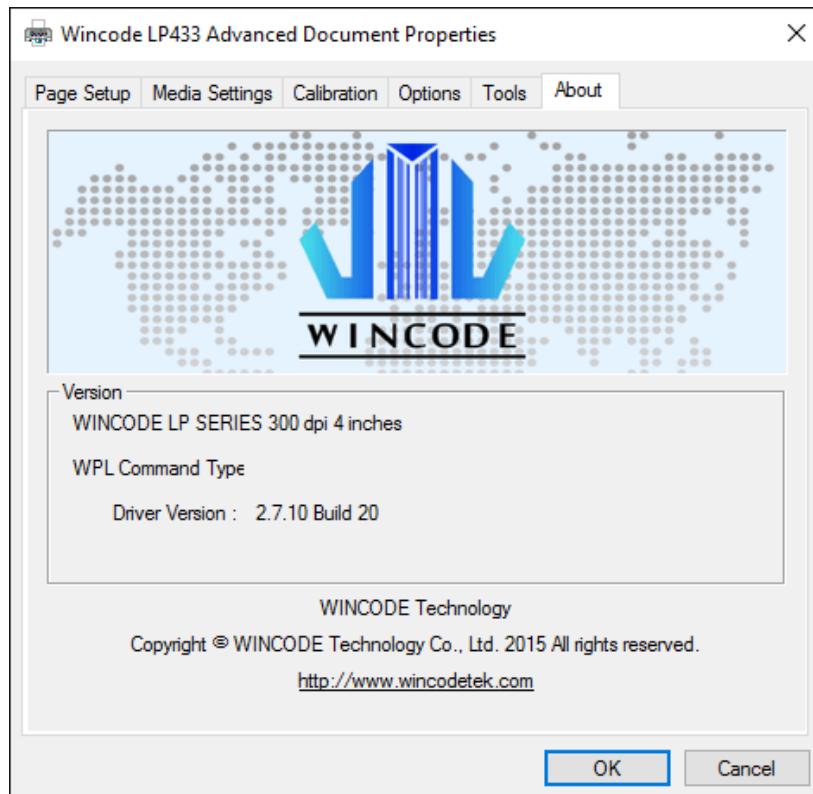 Wincode LP433 Advanced Document Properties
Page Setup Media Settings Calibration Options Tools About
WINCODE
Version
WINCODE LP SERIES 300 dpi 4 inches
WPL Command Type
Driver Version : 2.7.10 Build 20
WINCODE Technology
Copyright © WINCODE Technology Co., Ltd. 2015 All rights reserved.
http://www.wincodetek.com
OK Cancel